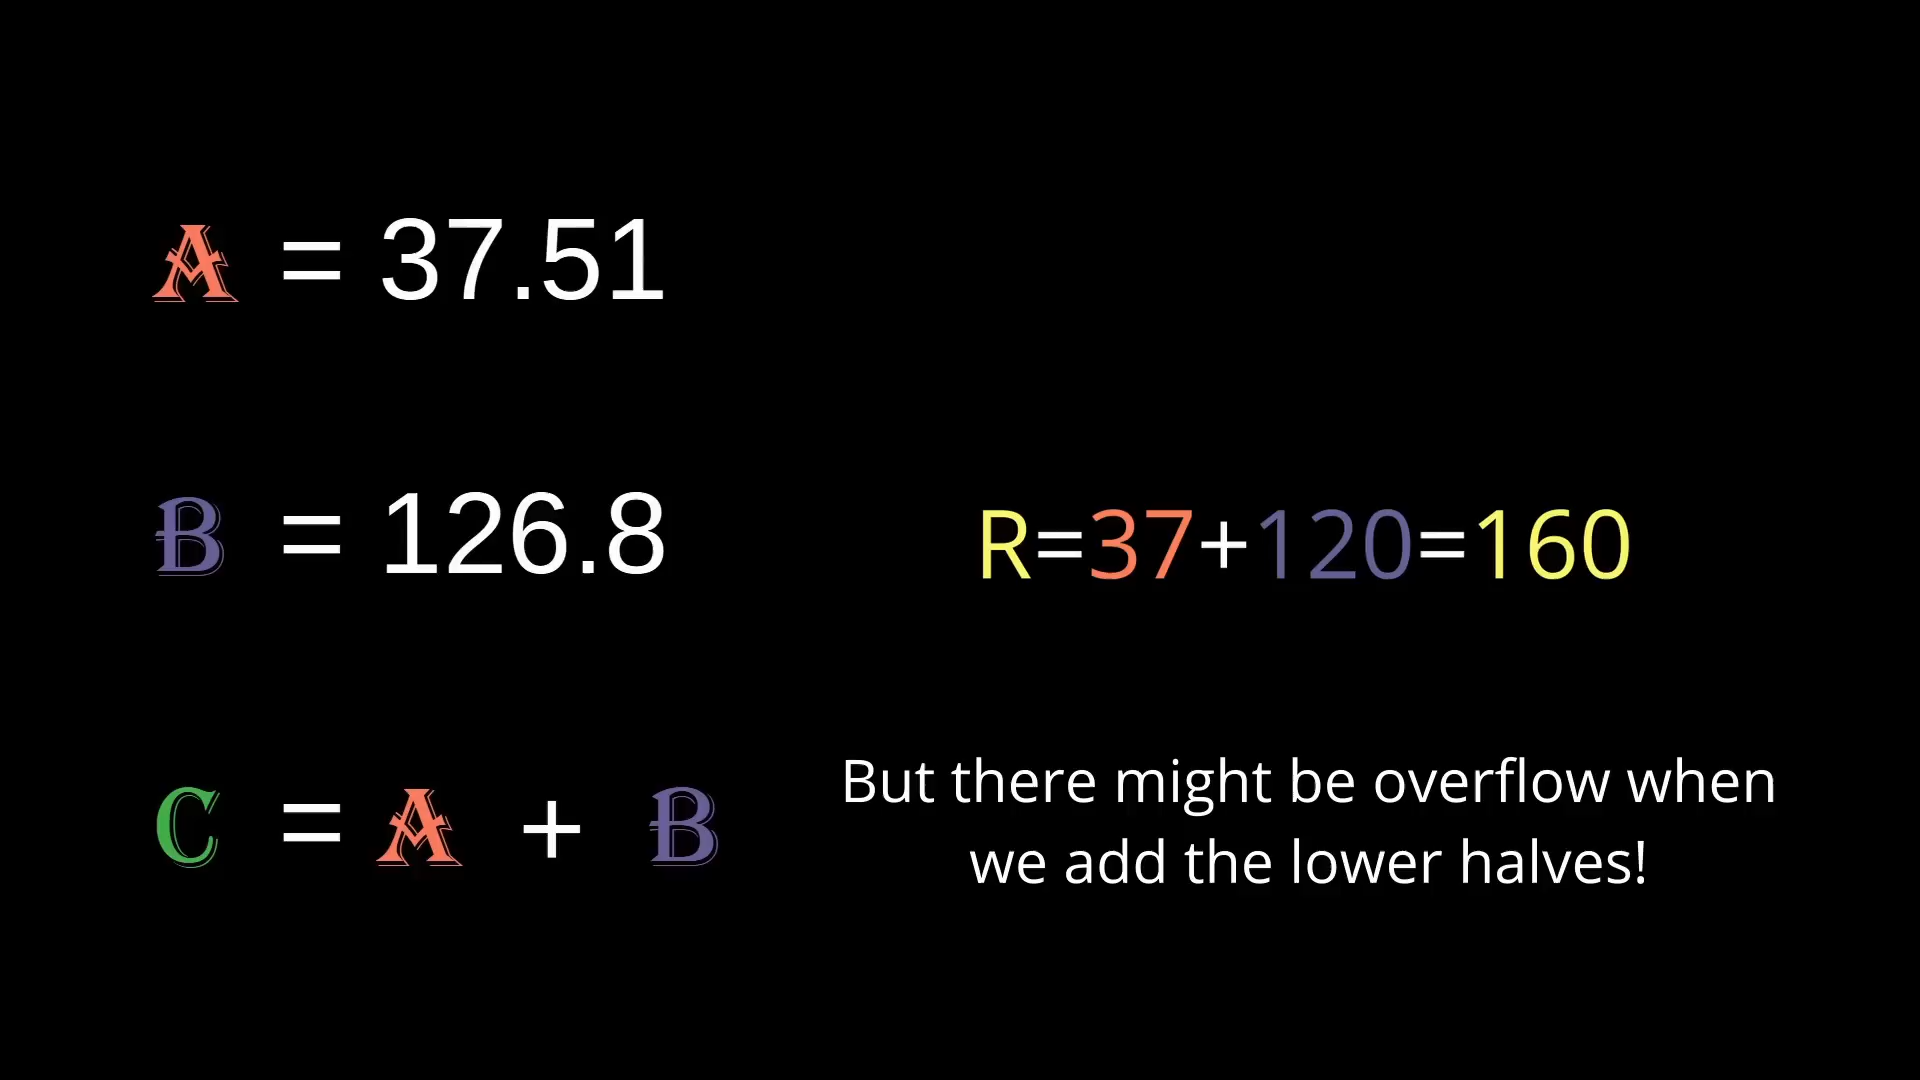 A = 37.51
B = 126.8
R=37+120=160
C = A + B
But there might be overflow when
we add the lower halves!